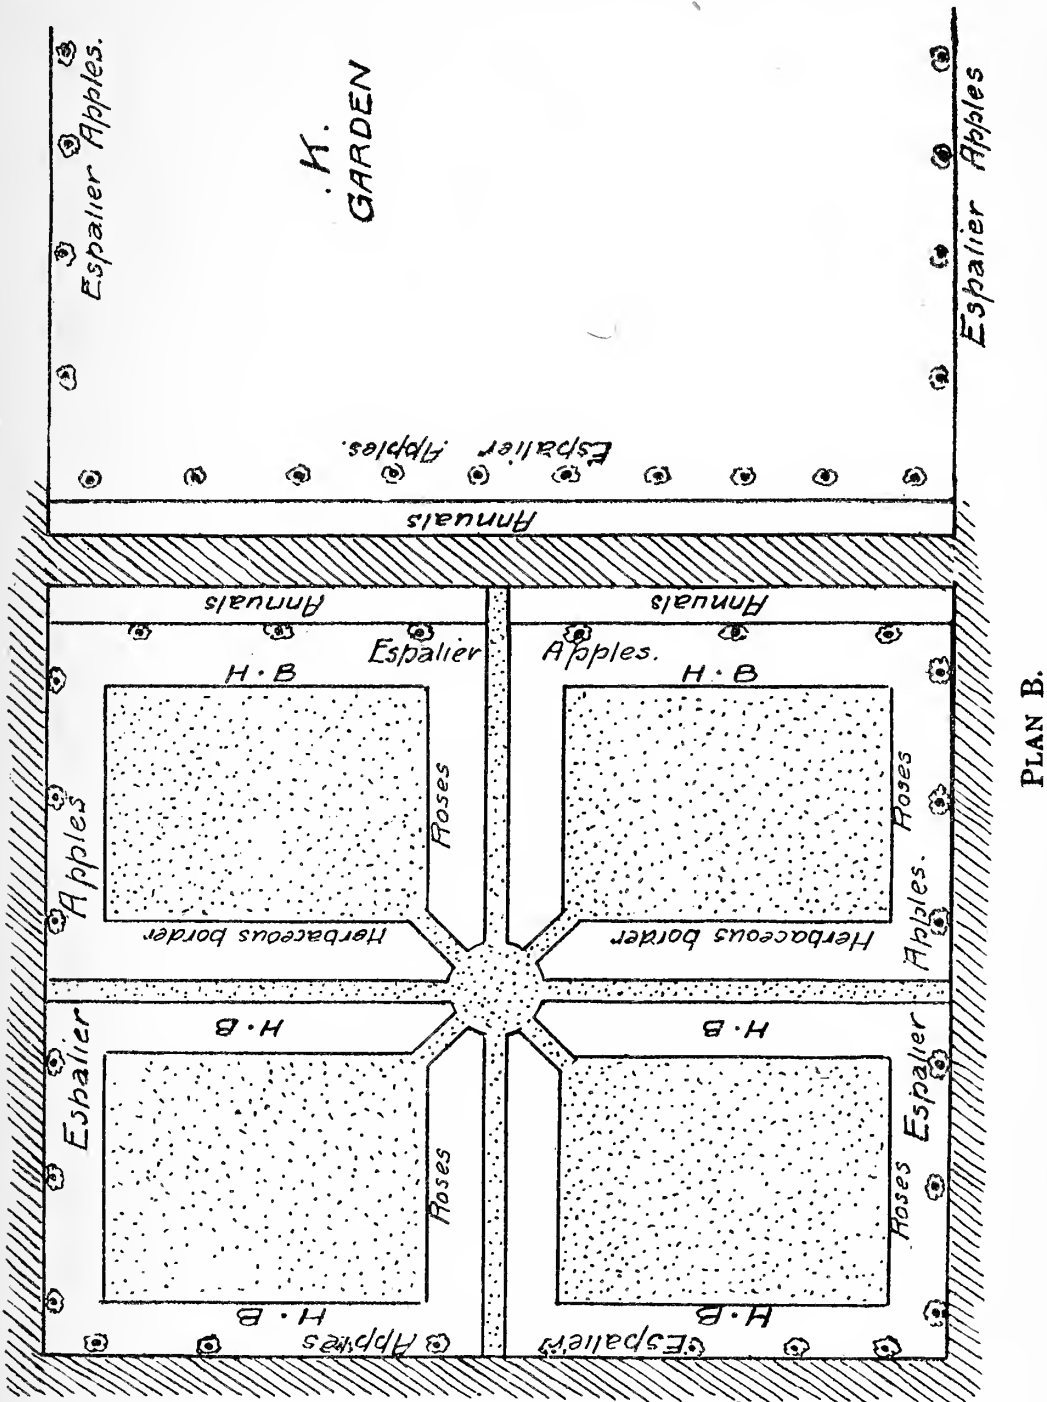 Espalier Apples.
. K.
GARDEN
Espalier Apples
Espalier Apples.
Annuals
Annuals
Annuals
Espalier Apples.
H. B
H. B
Roses
Roses
Espalier Apples
Espalier Apples.
Herbaceous border
Herbaceous border
H. B
H. B
Roses
Roses
H. B
H. B
Espalier Apples
PLAN B.